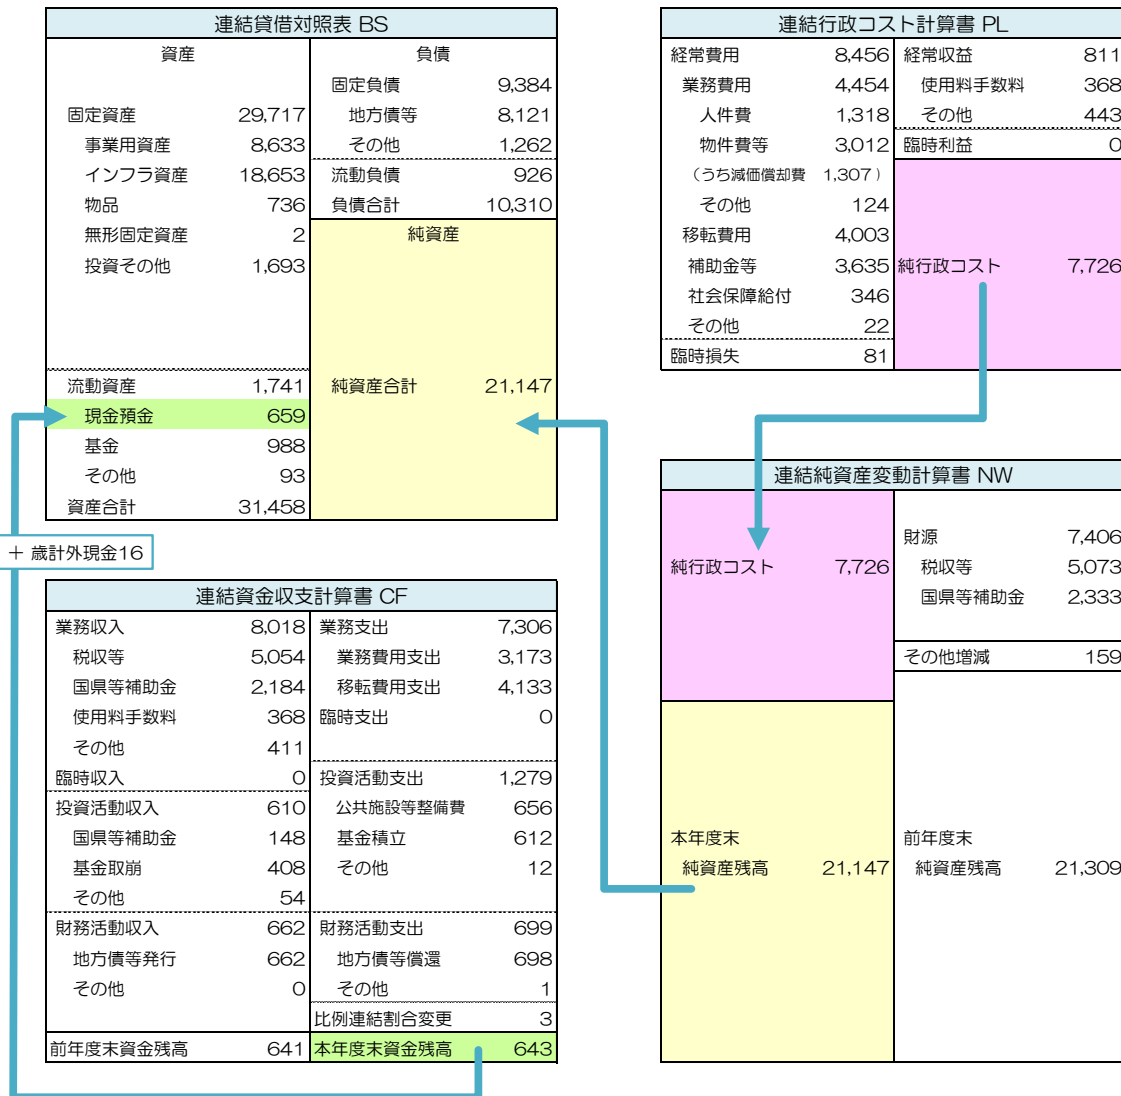 連結貸借対照表 BS
資産 負債
固定負債 9,384
固定資産 29,717 地方債等 8,121
事業用資産 8,633 その他 1,262
インフラ資産 18,653 流動負債 926
物品 736 負債合計 10,310
無形固定資産 2 純資産
投資その他 1,693
流動資産 1,741 純資産合計 21,147
現金預金 659
基金 988
その他 93
資産合計 31,458
＋ 歳計外現金16
連結行政コスト計算書 PL
経常費用 8,456 経常収益 811
業務費用 4,454 使用料手数料 368
人件費 1,318 その他 443
物件費等 3,012 臨時利益 0
（うち減価償却費 1,307）
その他 124
移転費用 4,003
補助金等 3,635 純行政コスト 7,726
社会保障給付 346
その他 22
臨時損失 81
連結資金収支計算書 CF
業務収入 8,018 業務支出 7,306
税収等 5,054 業務費用支出 3,173
国県等補助金 2,184 移転費用支出 4,133
使用料手数料 368 臨時支出 0
その他 411
臨時収入 0 投資活動支出 1,279
投資活動収入 610 公共施設等整備費 656
国県等補助金 148 基金積立 612
基金取崩 408 その他 12
その他 54
財務活動収入 662 財務活動支出 699
地方債等発行 662 地方債等償還 698
その他 0 その他 1
比例連結割合変更 3
前年度末資金残高 641 本年度末資金残高 643
連結純資産変動計算書 NW
財源 7,406
純行政コスト 7,726 税収等 5,073
国県等補助金 2,333
その他増減 159
本年度末 前年度末
純資産残高 21,147 純資産残高 21,309